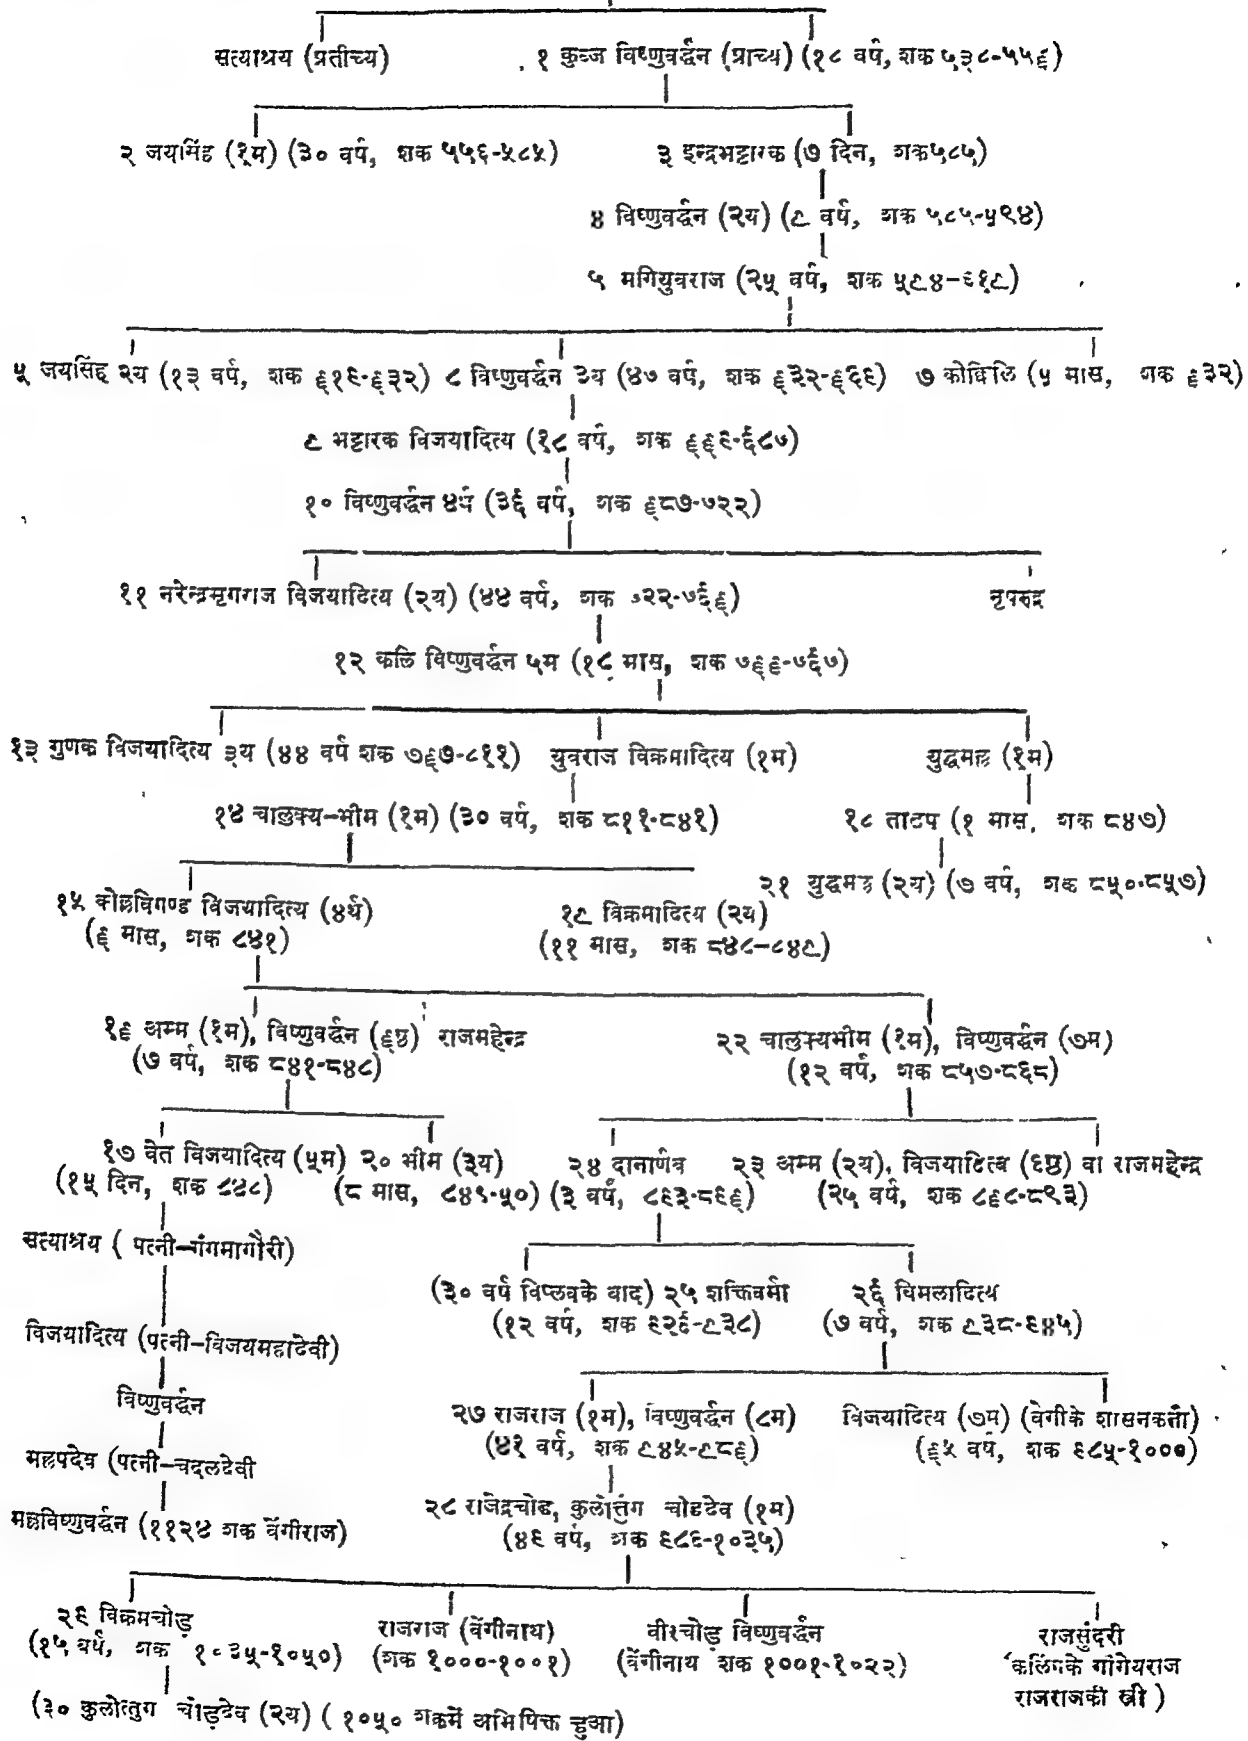 सत्याश्रय (प्रतीच्य) १ कुब्ज विष्णुवर्द्धन (प्राच्य) (१८ वर्ष, शक ५३८-५५६)
२ जयसिंह (१म) (३० वर्ष, शक ५५६-५८५) ३ इन्द्रभट्टारक (७ दिन, शक५८५)
४ विष्णुवर्द्धन (२य) (९ वर्ष, शक ५८५-५९४)
५ मगियुवराज (२५ वर्ष, शक ५९४-६१९)
५ जयसिंह २य (१३ वर्ष, शक ६१९-६३२) ८ विष्णुवर्द्धन ३य (४७ वर्ष, शक ६३२-६६९) ७ कोक्किलि (५ मास, शक ६३२)
९ भट्टारक विजयादित्य (१८ वर्ष, शक ६६९-६८७)
१० विष्णुवर्द्धन ४र्थ (३६ वर्ष, शक ६८७-७२२)
११ नरेन्द्रमृगराज विजयादित्य (२य) (४४ वर्ष, शक ७२२-७६६) नृपरुद्र
१२ कलि विष्णुवर्द्धन ५म (१८ मास, शक ७६६-७६७)
१३ गुणक विजयादित्य ३य (४४ वर्ष शक ७६७-८११) युवराज विक्रमादित्य (१म) युद्धमल्ल (१म)
१४ चालुक्य-भीम (१म) (३० वर्ष, शक ८११-८४१) १८ ताटप (१ मास, शक ८४७)
२१ युद्धमल्ल (२य) (७ वर्ष, शक ८५०-८५७)
१५ कोल्लविगण्ड विजयादित्य (४र्थ) १९ विक्रमादित्य (२य)
(६ मास, शक ८४१) (११ मास, शक ८४८-८४९)
१६ अम्म (१म), विष्णुवर्द्धन (६ष्ठ) राजमहेन्द्र २२ चालुक्यभीम (१म), विष्णुवर्द्धन (७म)
(७ वर्ष, शक ८४१-८४८) (१२ वर्ष, शक ८५७-८६८)
१७ वेत विजयादित्य (५म) २० भीम (३य) २४ दानार्णव २३ अम्म (२य), विजयादित्य (६ष्ठ) वा राजमहेन्द्र
(१५ दिन, शक ८४८) (८ मास, ८४९-५०) (३ वर्ष, ८९३-८९६) (२५ वर्ष, शक ८६८-८९३)
सत्याश्रय ( पत्नी-गंगमागौरी)
(३० वर्ष विप्लवके बाद) २५ शक्तिवर्मा २६ विमलादित्य
(१२ वर्ष, शक ९२६-९३८) (७ वर्ष, शक ९३८-९४५)
विजयादित्य (पत्नी-विजयमहादेवी)
विष्णुवर्द्धन २७ राजराज (१म), विष्णुवर्द्धन (८म) विजयादित्य (७म) (वेगीके शासनकर्ता)
(४१ वर्ष, शक ९४५-९८६) (६५ वर्ष, शक ९८५-१०००)
मल्लपदेव (पत्नी-चदलदेवी
२८ राजेंद्रचोड, कुलोत्तुंग चोडदेव (१म)
मल्लविष्णुवर्द्धन (११२४ शक वेंगीराज) (४९ वर्ष, शक ९८६-१०३५)
२९ विक्रमचोड़ राजराज (वेंगीनाथ) वीरचोड़ विष्णुवर्द्धन राजसुंदरी
(१५ वर्ष, शक १०३५-१०५०) (शक १०००-१००१) (वेंगीनाथ शक १००१-१०२२) (कलिंगके गांगेयराज
राजराजकी स्त्री )
(३० कुलोत्तुग चोड़देव (२य) ( १०५० शकमें अभिषिक्त हुआ)